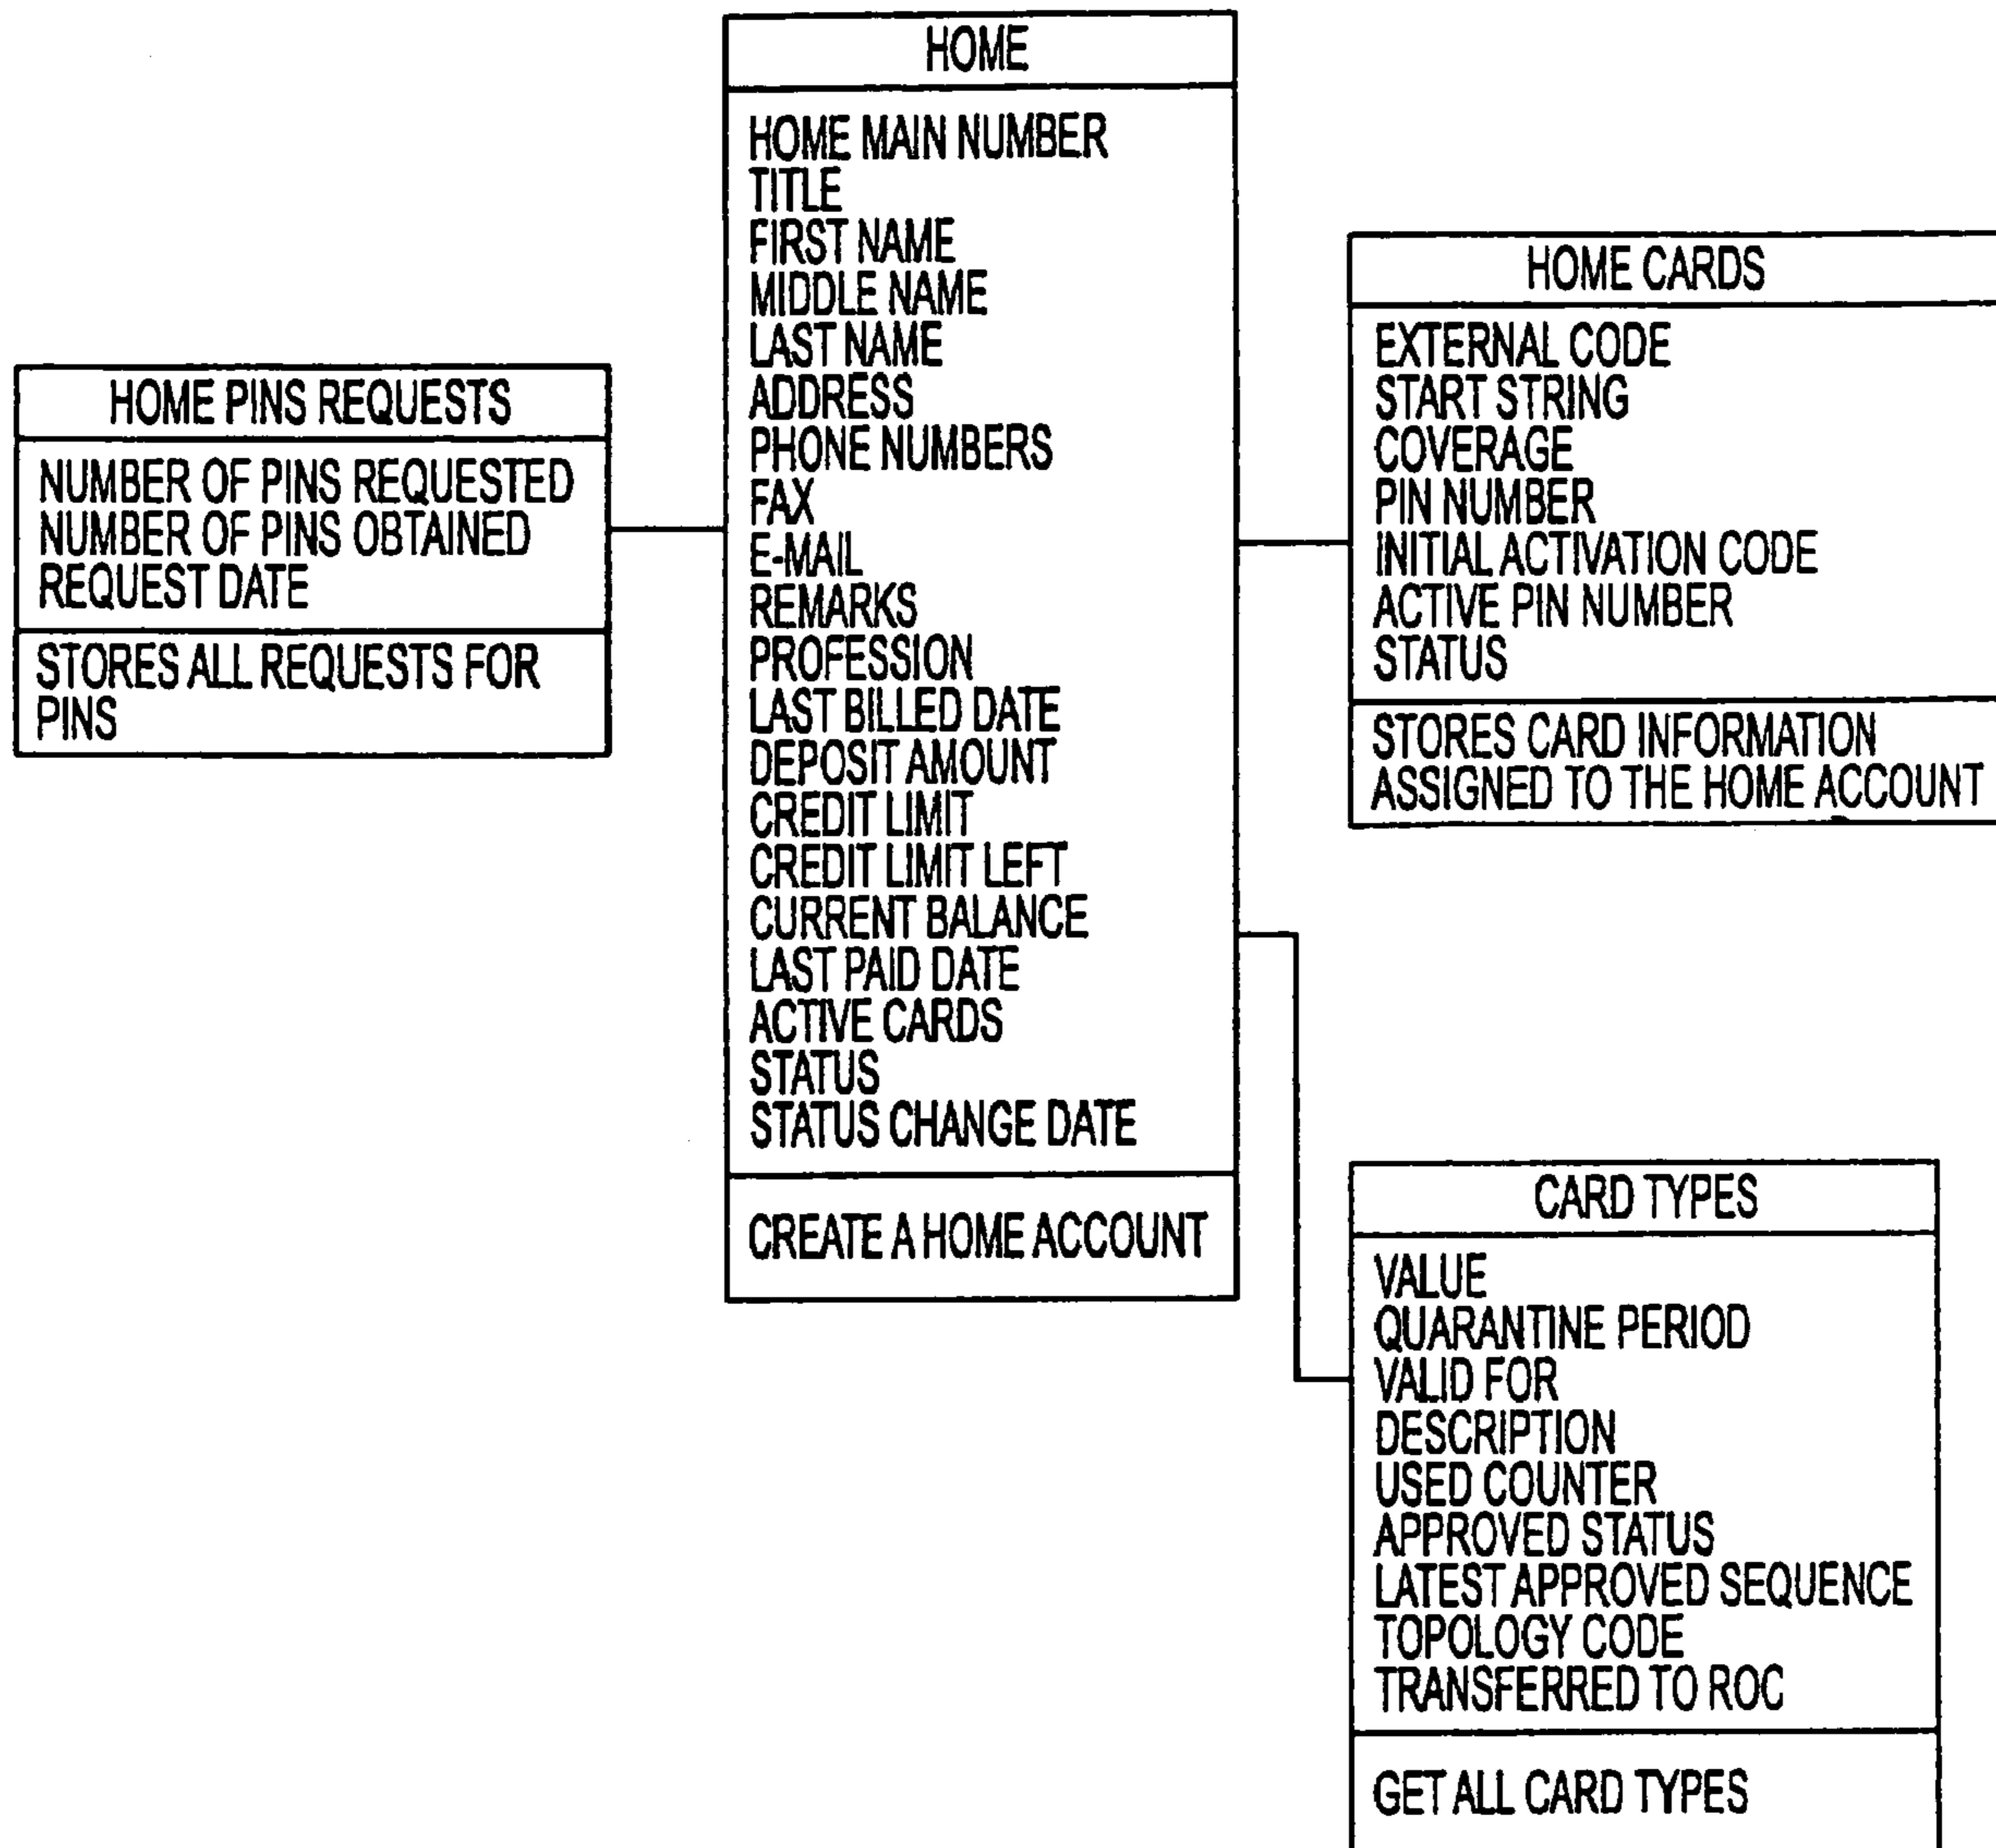 HOME
HOME MAIN NUMBER
TITLE
FIRST NAME
MIDDLE NAME
LAST NAME
ADDRESS
PHONE NUMBERS
FAX
E-MAIL
REMARKS
PROFESSION
LAST BILLED DATE
DEPOSIT AMOUNT
CREDIT LIMIT
CREDIT LIMIT LEFT
CURRENT BALANCE
LAST PAID DATE
ACTIVE CARDS
STATUS
STATUS CHANGE DATE
CREATE A HOME ACCOUNT
HOME PINS REQUESTS
NUMBER OF PINS REQUESTED
NUMBER OF PINS OBTAINED
REQUEST DATE
STORES ALL REQUESTS FOR
PINS
HOME CARDS
EXTERNAL CODE
START STRING
COVERAGE
PIN NUMBER
INITIAL ACTIVATION CODE
ACTIVE PIN NUMBER
STATUS
STORES CARD INFORMATION
ASSIGNED TO THE HOME ACCOUNT
CARD TYPES
VALUE
QUARANTINE PERIOD
VALID FOR
DESCRIPTION
USED COUNTER
APPROVED STATUS
LATEST APPROVED SEQUENCE
TOPOLOGY CODE
TRANSFERRED TO ROC
GET ALL CARD TYPES